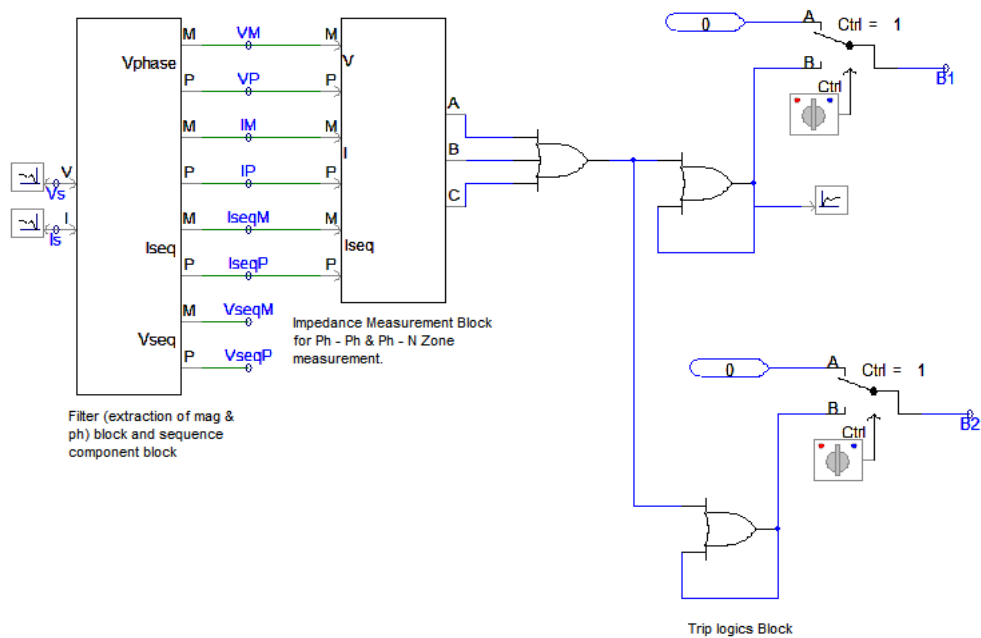 M VM M
Vphase V
P VP P
M IM M
I
P IP P
V
Vs
M IseqM M
I
Is
Iseq Iseq
P IseqP P
M VseqM
Vseq
P VseqP
A
B
C
Impedance Measurement Block
for Ph - Ph & Ph - N Zone
measurement.
Filter (extraction of mag &
ph) block and sequence
component block
0
A
Ctrl = 1
B
Ctrl
B1
0
A
Ctrl = 1
B
Ctrl
B2
Trip logics Block